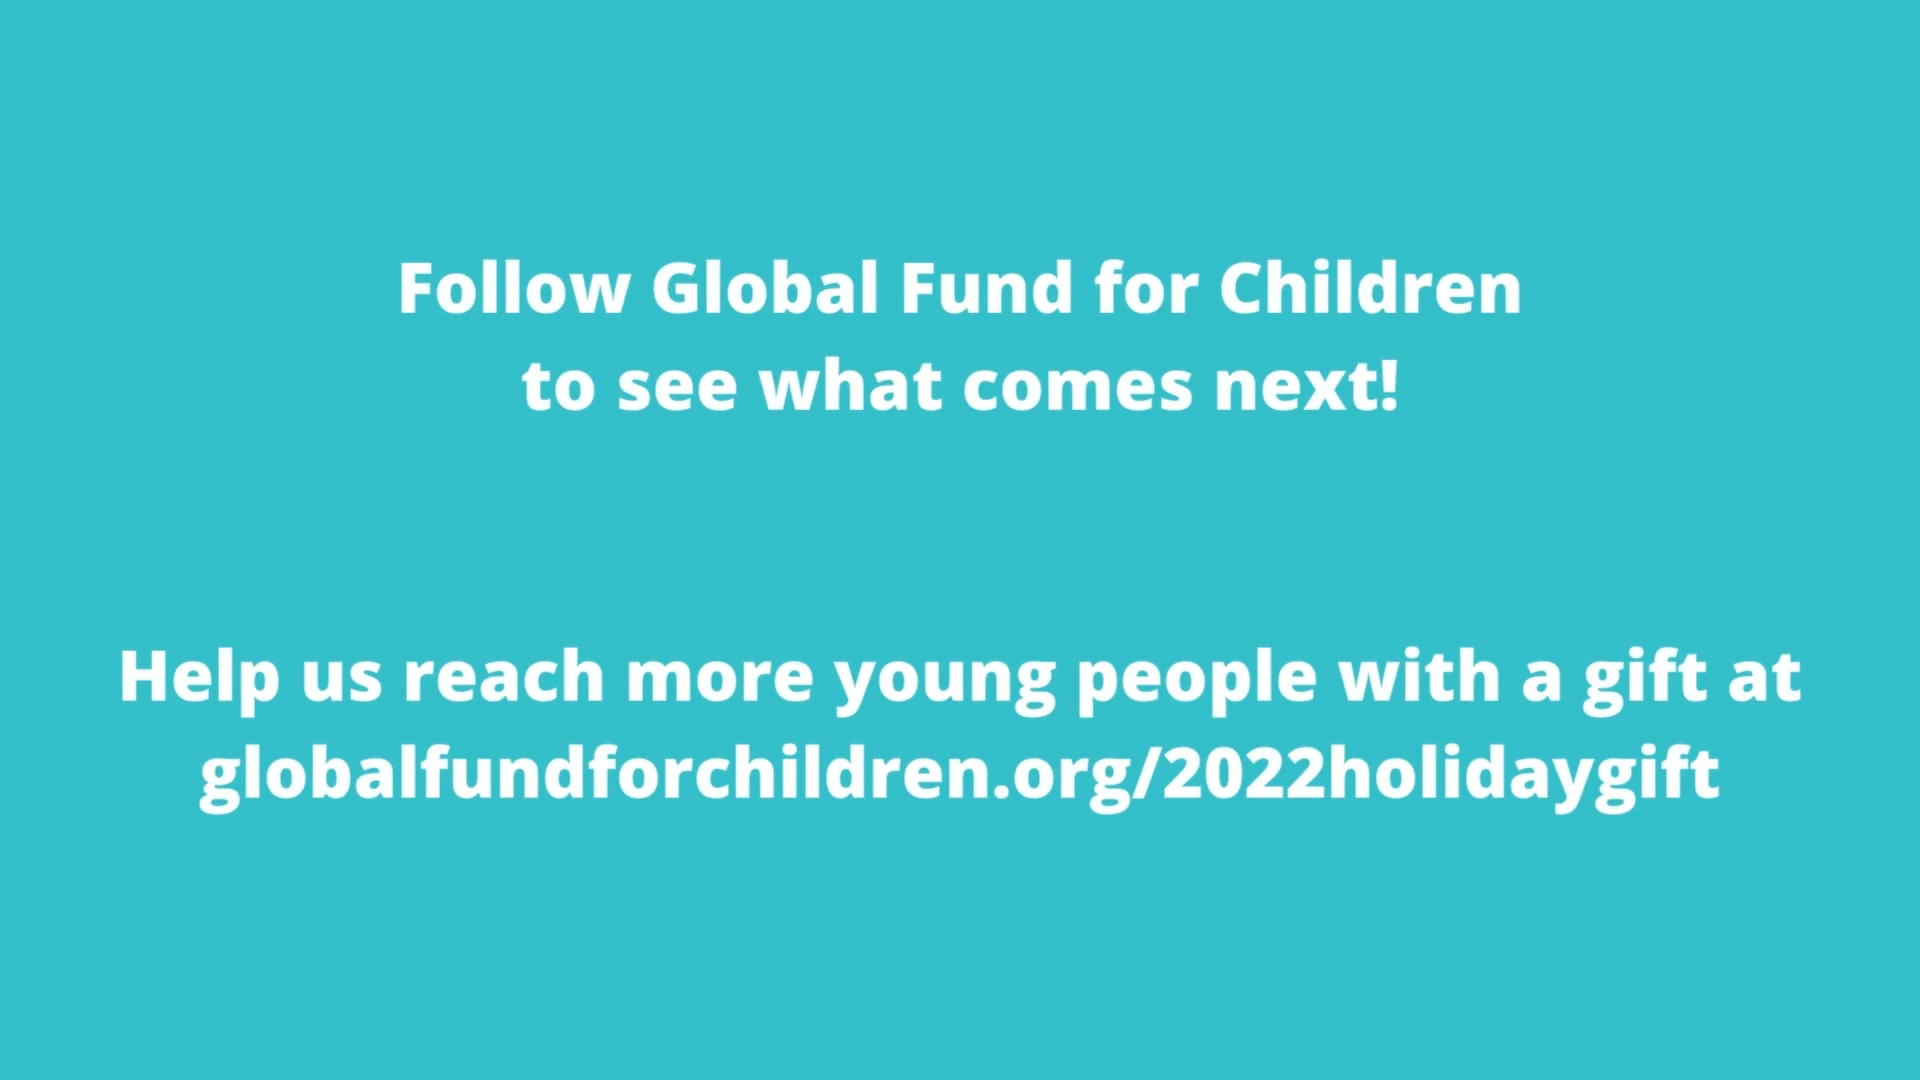 Follow Global Fund for Children
to see what comes next!
Help us reach more young people with a gift at
globalfundforchildren.org/2022holidaygift